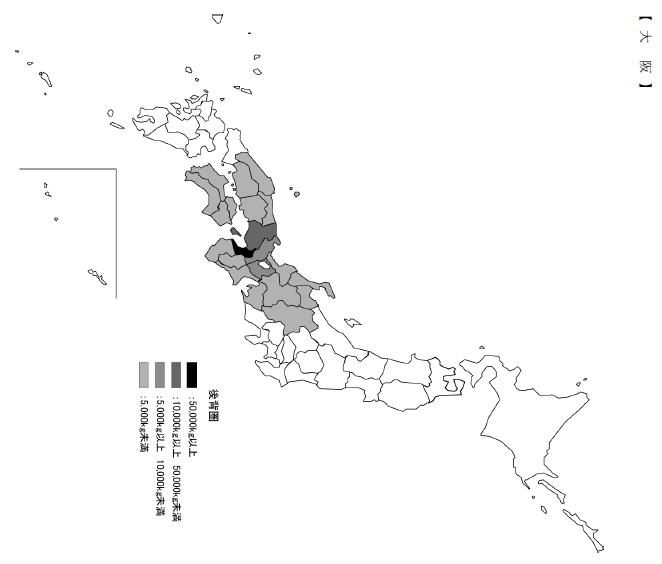 【 大 阪 】
後背圏
:50,000kg以上
:10,000kg以上 50,000kg未満
:5,000kg以上 10,000kg未満
:5,000kg未満